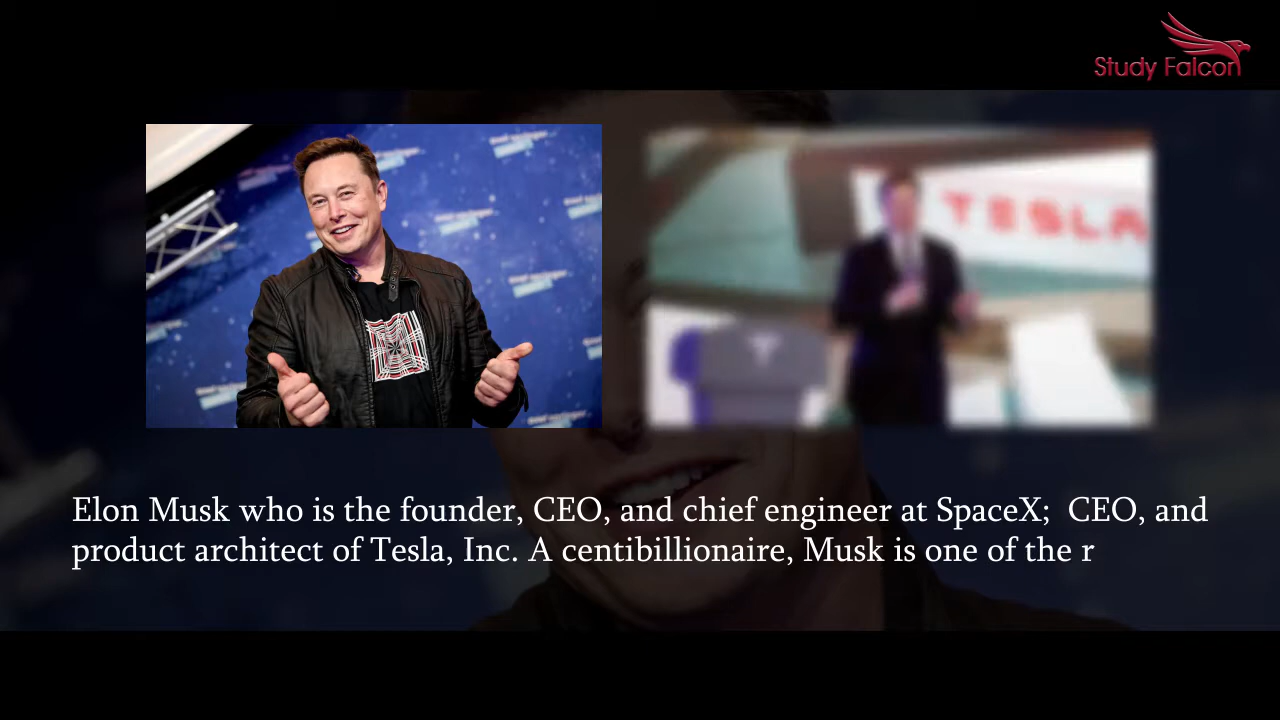 Study Falcon
TESLA
Elon Musk who is the founder, CEO, and chief engineer at SpaceX;  CEO, and
product architect of Tesla, Inc. A centibillionaire, Musk is one of the r